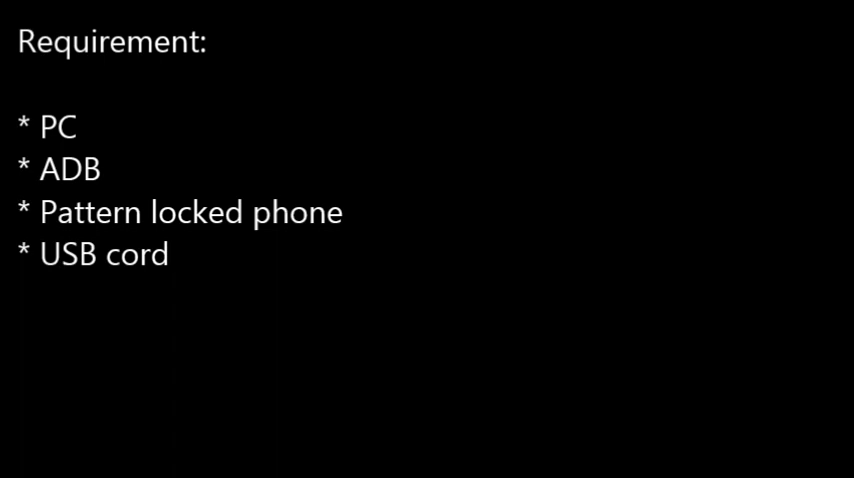 Requirement:
* PC
* ADB
* Pattern locked phone
* USB cord